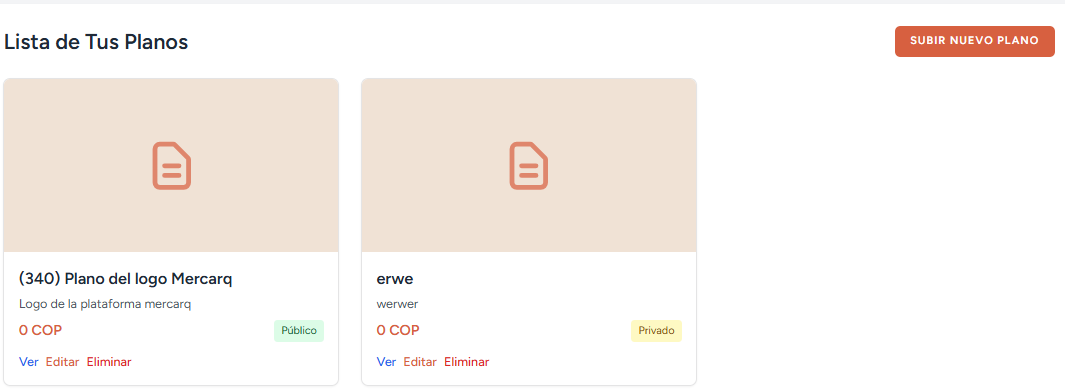 Lista de Tus Planos
SUBIR NUEVO PLANO
(340) Plano del logo Mercarq
Logo de la plataforma mercarq
0 COP
Público
Ver Editar Eliminar
erwe
werwer
0 COP
Privado
Ver Editar Eliminar